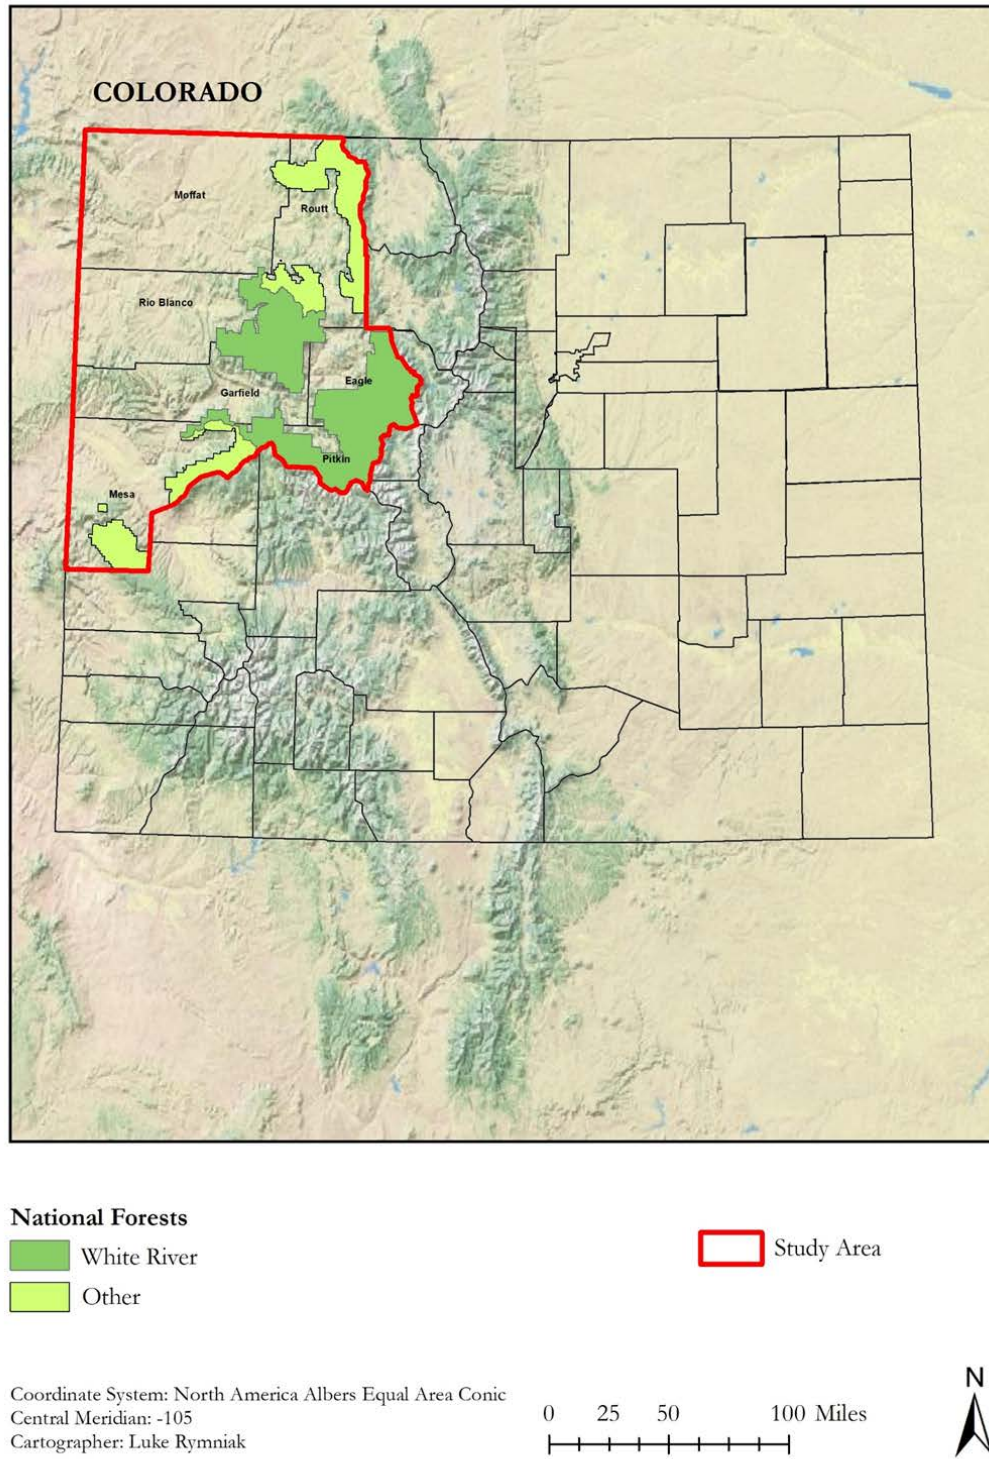 COLORADO
Moffat
Routt
Rio Blanco
Eagle
Garfield
Pitkin
Mesa
National Forests
White River
Other
Study Area
Coordinate System: North America Albers Equal Area Conic
Central Meridian: -105
Cartographer: Luke Rymniak
0 25 50 100 Miles
N